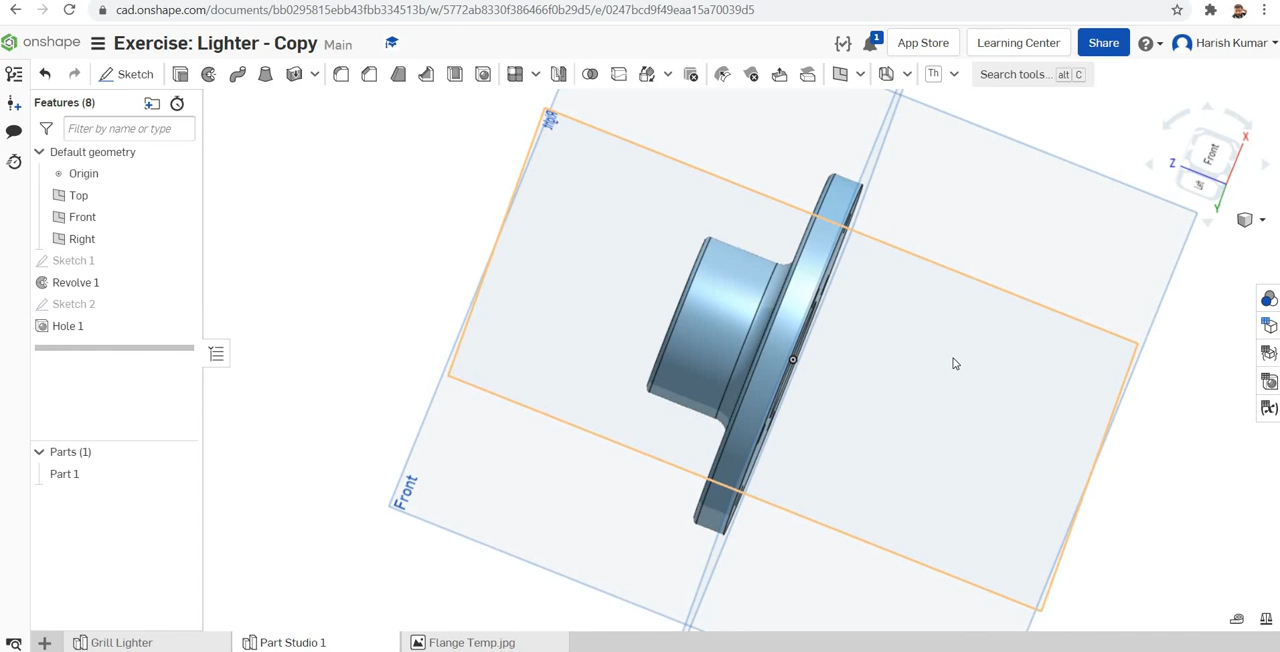 cad.onshape.com/documents/bb0295815ebb43fbb334513b/w/5772ab8330f386466f0b29d5/e/0247bcd9f49eaa15a70039d5
onshape Exercise: Lighter - Copy Main 1 App Store Learning Center Share Harish Kumar
Sketch Th Search tools... alt C
Features (8)
Filter by name or type
Default geometry
Origin
Top
Front
Right
Sketch 1
Revolve 1
Sketch 2
Hole 1
Parts (1)
Part 1
Front
Front
X
Z
Y
Grill Lighter Part Studio 1 Flange Temp.jpg